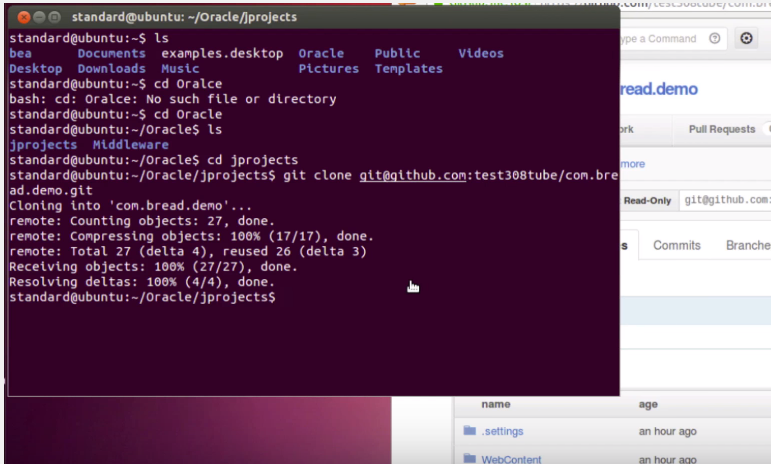 standard@ubuntu: ~/Oracle/jprojects
standard@ubuntu:~$ ls
bea Documents examples.desktop Oracle Public Videos
Desktop Downloads Music Pictures Templates
standard@ubuntu:~$ cd Oralce
bash: cd: Oralce: No such file or directory
standard@ubuntu:~$ cd Oracle
standard@ubuntu:~/Oracle$ ls
jprojects Middleware
standard@ubuntu:~/Oracle$ cd jprojects
standard@ubuntu:~/Oracle/jprojects$ git clone git@github.com:test308tube/com.bre
ad.demo.git
Cloning into 'com.bread.demo'...
remote: Counting objects: 27, done.
remote: Compressing objects: 100% (17/17), done.
remote: Total 27 (delta 4), reused 26 (delta 3)
Receiving objects: 100% (27/27), done.
Resolving deltas: 100% (4/4), done.
standard@ubuntu:~/Oracle/jprojects$
ype a Command
read.demo
ork Pull Requests
more
Read-Only git@github.com:
s Commits Branche
name age
.settings an hour ago
WebContent an hour ago